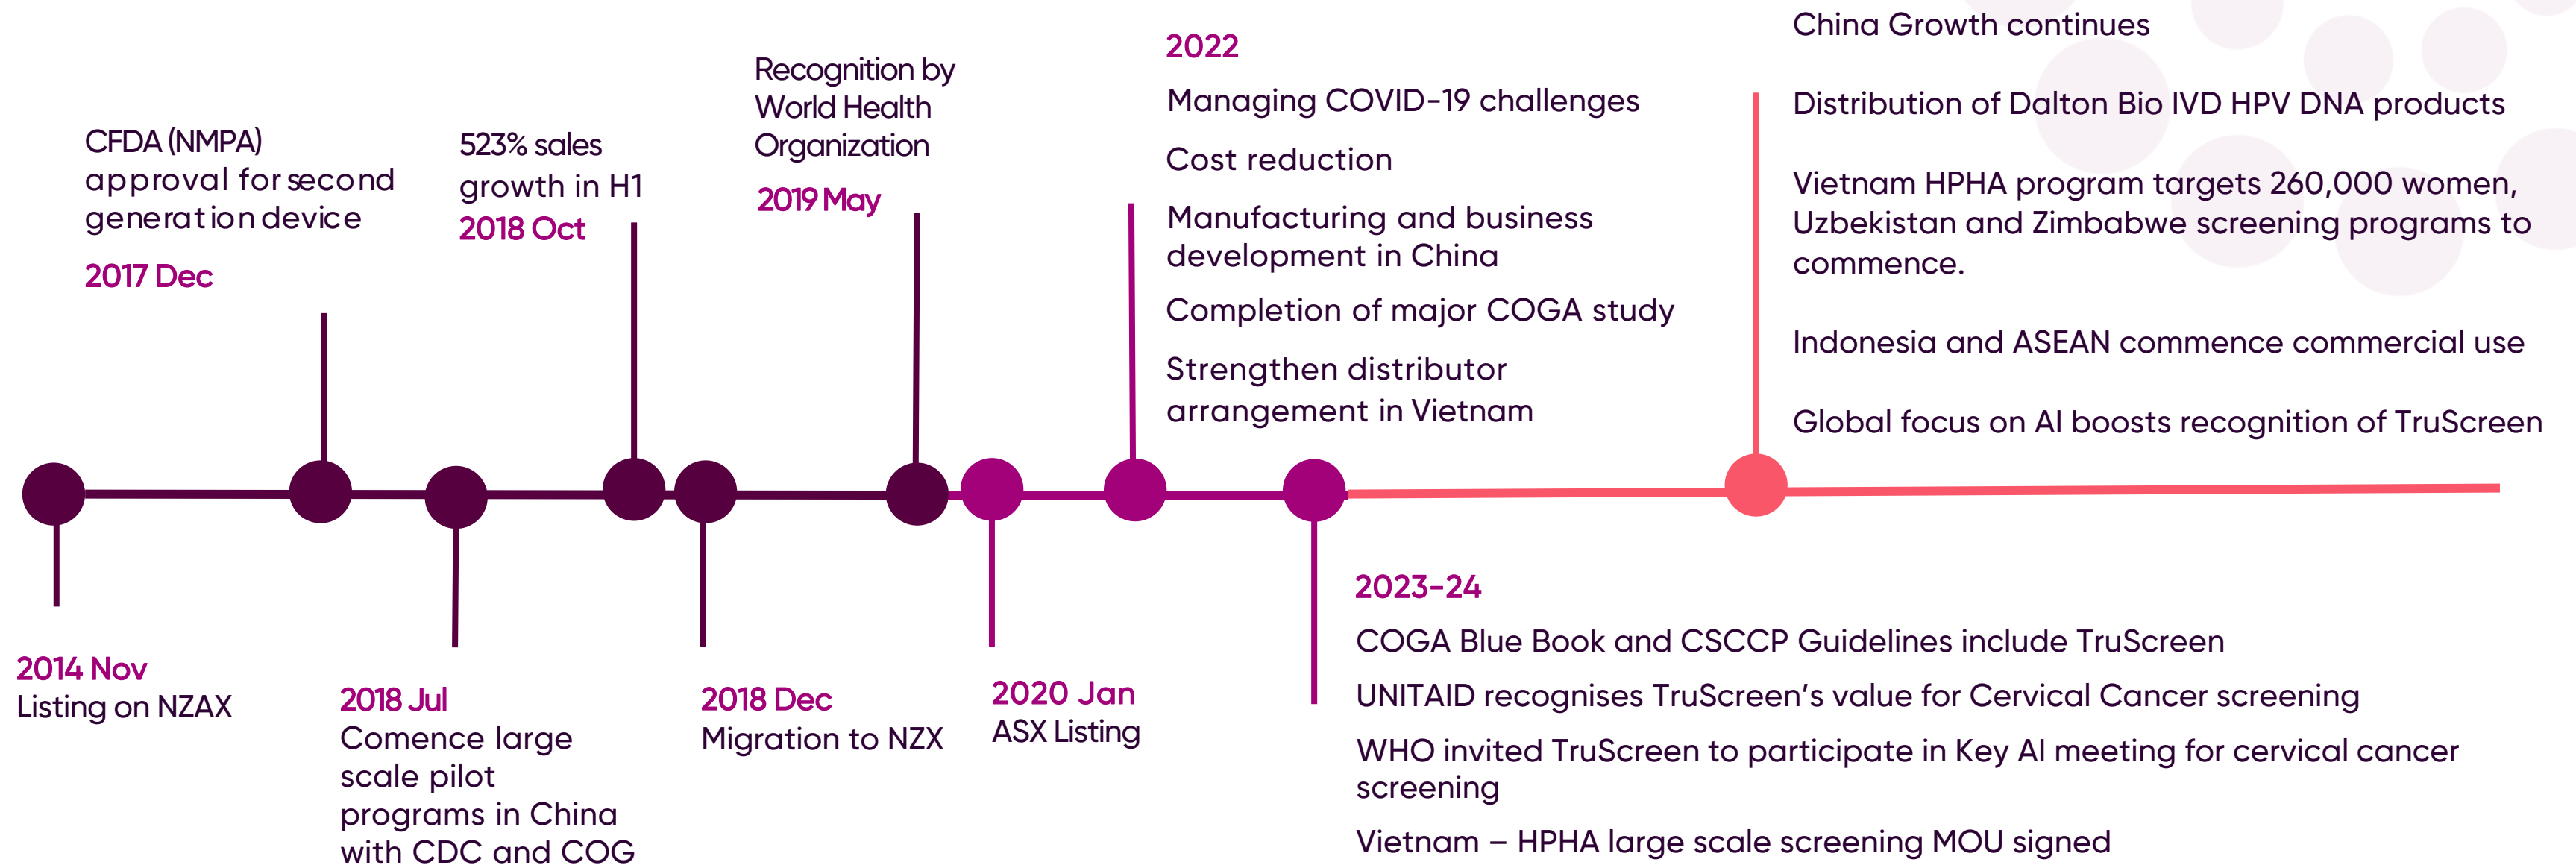 2014 Nov
Listing on NZAX
CFDA (NMPA)
approval for second
generation device
2017 Dec
2018 Jul
Comence large
scale pilot
programs in China
with CDC and COG
523% sales
growth in H1
2018 Oct
2018 Dec
Migration to NZX
Recognition by
World Health
Organization
2019 May
2020 Jan
ASX Listing
2022
Managing COVID-19 challenges
Cost reduction
Manufacturing and business
development in China
Completion of major COGA study
Strengthen distributor
arrangement in Vietnam
2023-24
COGA Blue Book and CSCCP Guidelines include TruScreen
UNITAID recognises TruScreen’s value for Cervical Cancer screening
WHO invited TruScreen to participate in Key AI meeting for cervical cancer
screening
Vietnam – HPHA large scale screening MOU signed
China Growth continues
Distribution of Dalton Bio IVD HPV DNA products
Vietnam HPHA program targets 260,000 women,
Uzbekistan and Zimbabwe screening programs to
commence.
Indonesia and ASEAN commence commercial use
Global focus on AI boosts recognition of TruScreen